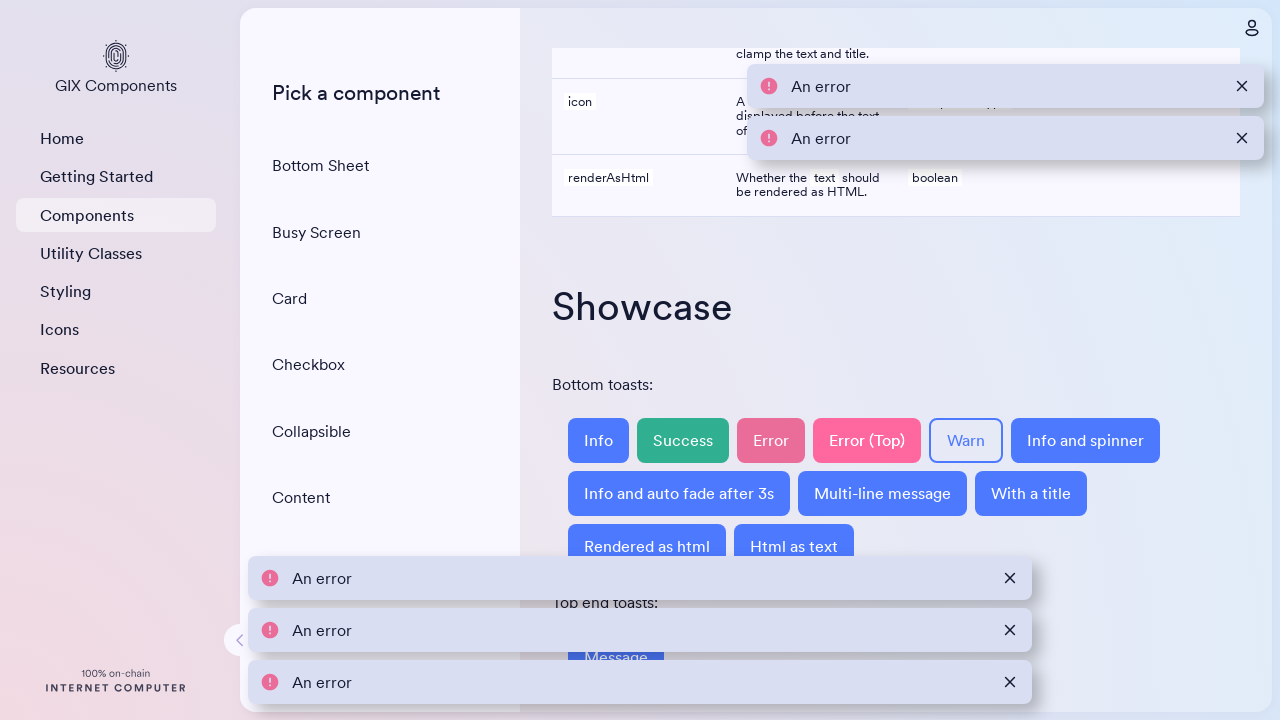 GIX Components
Home
Getting Started
Components
Utility Classes
Styling
Icons
Resources
100% on-chain
INTERNET COMPUTER
Pick a component
Bottom Sheet
Busy Screen
Card
Checkbox
Collapsible
Content
clamp the text and title.
icon
A
displayed before the text
of
renderAsHtml
Whether the text should
be rendered as HTML.
boolean
An error
An error
Showcase
Bottom toasts:
Info
Success
Error
Error (Top)
Warn
Info and spinner
Info and auto fade after 3s
Multi-line message
With a title
Rendered as html
Html as text
Top end toasts:
Message
An error
An error
An error